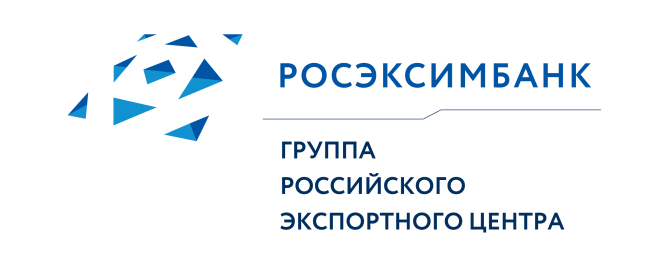 РОСЭКСИМБАНК
ГРУППА
РОССИЙСКОГО
ЭКСПОРТНОГО ЦЕНТРА